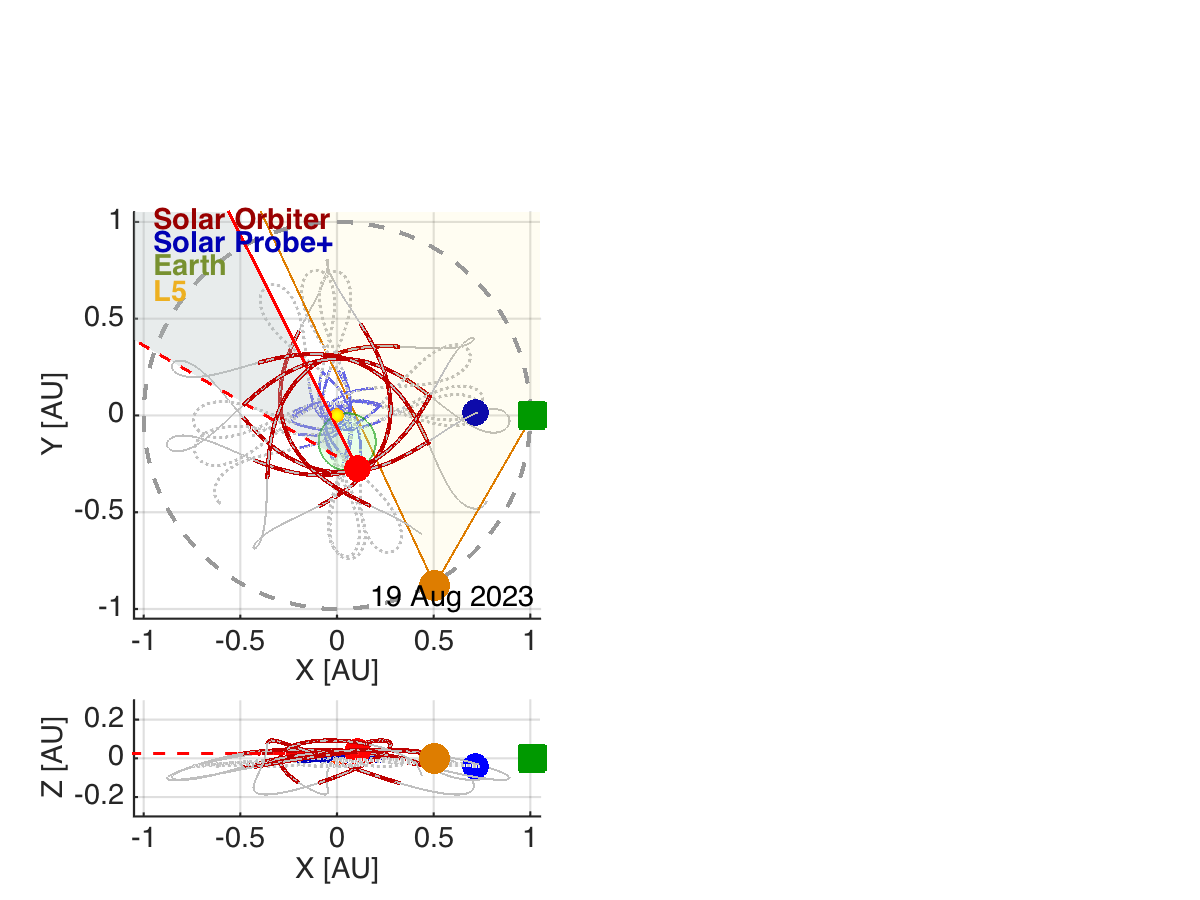 1
Solar Orbiter
Solar Probe+
Earth
L5
0.5
0
-0.5
-1
Y [AU]
19 Aug 2023
-1 -0.5 0 0.5 1
X [AU]
0.2
0
-0.2
Z [AU]
-1 -0.5 0 0.5 1
X [AU]